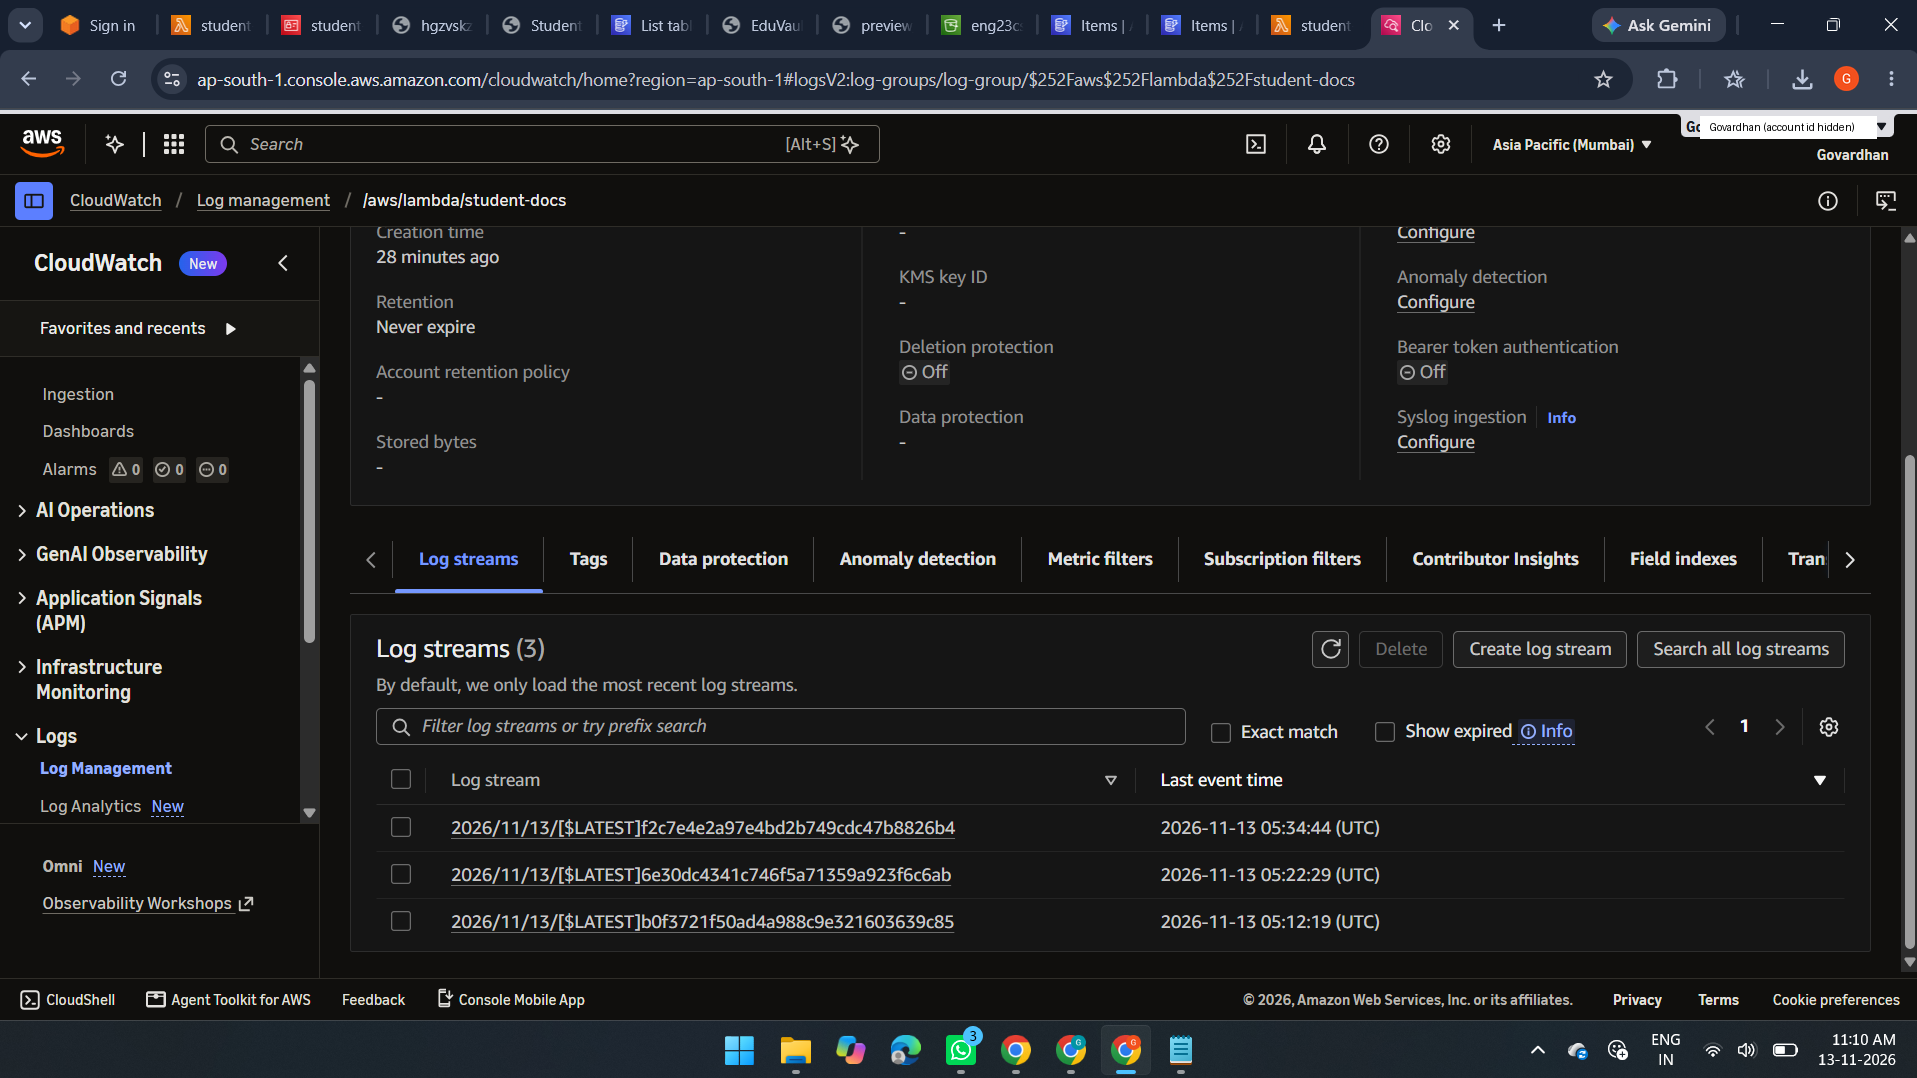 Sign in
student
student
hgzvskz
Student
List tab
EduVau
preview
eng23cs
Items | 
Items | 
student
Clo
Ask Gemini
ap-south-1.console.aws.amazon.com/cloudwatch/home?region=ap-south-1#logsV2:log-groups/log-group/$252Faws$252Flambda$252Fstudent-docs
G
aws
Search
[Alt+S]
Asia Pacific (Mumbai)
Govardhan (account id hidden)
Govardhan
CloudWatch / Log management / /aws/lambda/student-docs
CloudWatch New
Favorites and recents
Ingestion
Dashboards
Alarms 0 0 0
AI Operations
GenAI Observability
Application Signals
(APM)
Infrastructure
Monitoring
Logs
Log Management
Log Analytics New
Omni New
Observability Workshops
Creation time
28 minutes ago
Retention
Never expire
Account retention policy
-
Stored bytes
-
-
KMS key ID
-
Deletion protection
Off
Data protection
-
Configure
Anomaly detection
Configure
Bearer token authentication
Off
Syslog ingestion Info
Configure
Log streams
Tags
Data protection
Anomaly detection
Metric filters
Subscription filters
Contributor Insights
Field indexes
Tran
Log streams (3)
Delete
Create log stream
Search all log streams
By default, we only load the most recent log streams.
Filter log streams or try prefix search
Exact match
Show expired Info
1
Log stream
Last event time
2026/11/13/[$LATEST]f2c7e4e2a97e4bd2b749cdc47b8826b4 2026-11-13 05:34:44 (UTC)
2026/11/13/[$LATEST]6e30dc4341c746f5a71359a923f6c6ab 2026-11-13 05:22:29 (UTC)
2026/11/13/[$LATEST]b0f3721f50ad4a988c9e321603639c85 2026-11-13 05:12:19 (UTC)
CloudShell
Agent Toolkit for AWS
Feedback
Console Mobile App
© 2026, Amazon Web Services, Inc. or its affiliates.
Privacy
Terms
Cookie preferences
3
G
G
ENG
IN
11:10 AM
13-11-2026